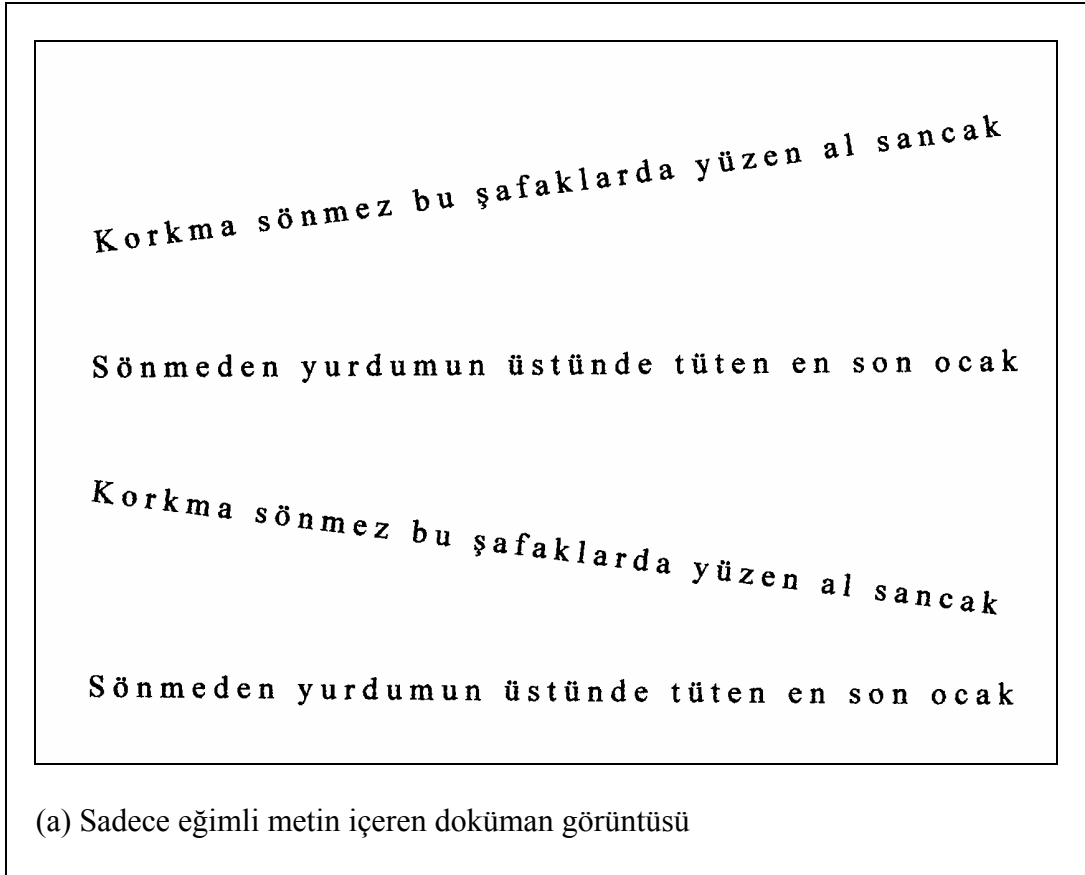 Korkma sönmez bu şafaklarda yüzen al sancak
Sönmeden yurdumun üstünde tüten en son ocak
Korkma sönmez bu şafaklarda yüzen al sancak
Sönmeden yurdumun üstünde tüten en son ocak
(a) Sadece eğimli metin içeren doküman görüntüsü